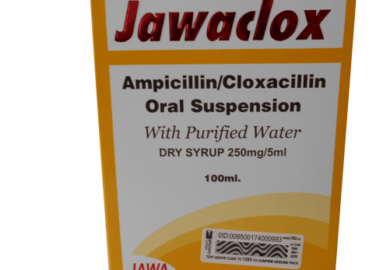 Jawaclox
Ampicillin/Cloxacillin
Oral Suspension
With Purified Water
DRY SYRUP 250mg/5ml
100ml.
JAWA